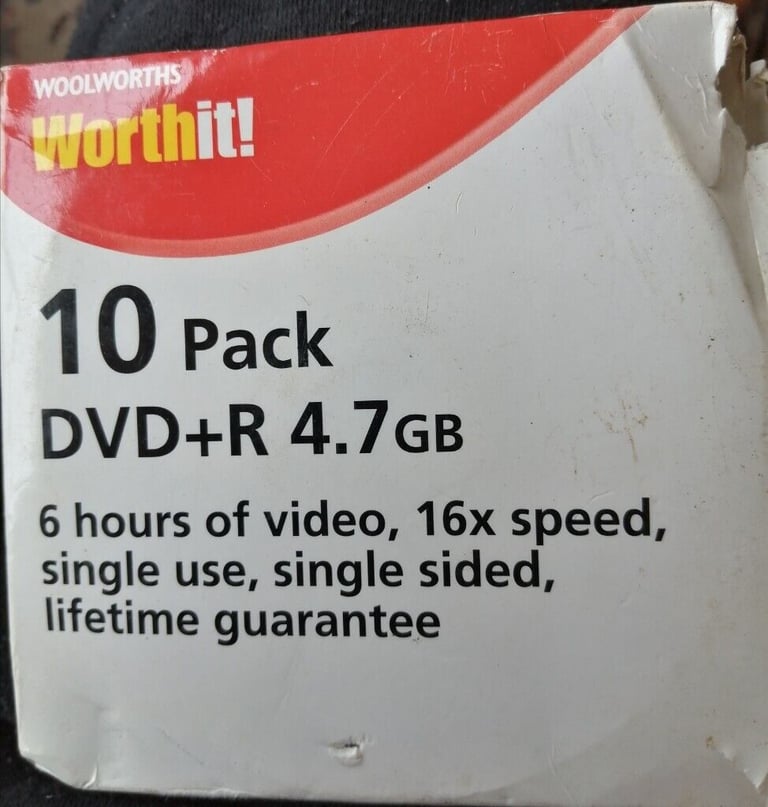 WOOLWORTHS
Worthit!
10 Pack
DVD+R 4.7GB
6 hours of video, 16x speed,
single use, single sided,
lifetime guarantee